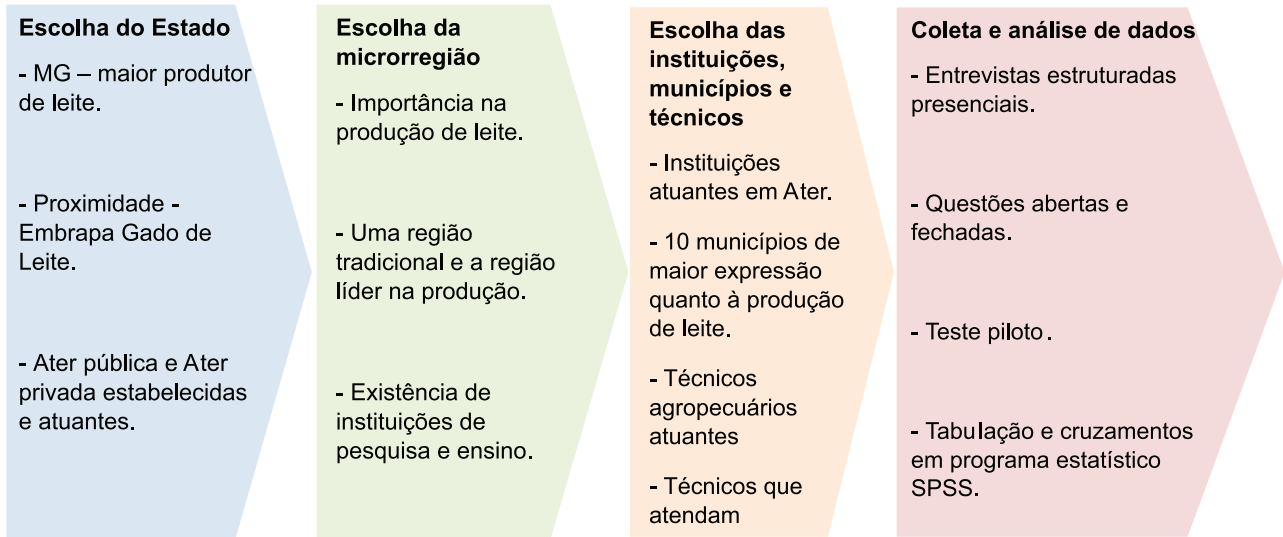 Escolha do Estado
- MG – maior produtor
de leite.
- Proximidade -
Embrapa Gado de
Leite.
- Ater pública e Ater
privada estabelecidas
e atuantes.
Escolha da
microrregião
- Importância na
produção de leite.
- Uma região
tradicional e a região
líder na produção.
- Existência de
instituições de
pesquisa e ensino.
Escolha das
instituições,
municípios e
técnicos
- Instituições
atuantes em Ater.
- 10 municípios de
maior expressão
quanto à produção
de leite.
- Técnicos
agropecuários
atuantes
- Técnicos que
atendam
Coleta e análise de dados
- Entrevistas estruturadas
presenciais.
- Questões abertas e
fechadas.
- Teste piloto.
- Tabulação e cruzamentos
em programa estatístico
SPSS.